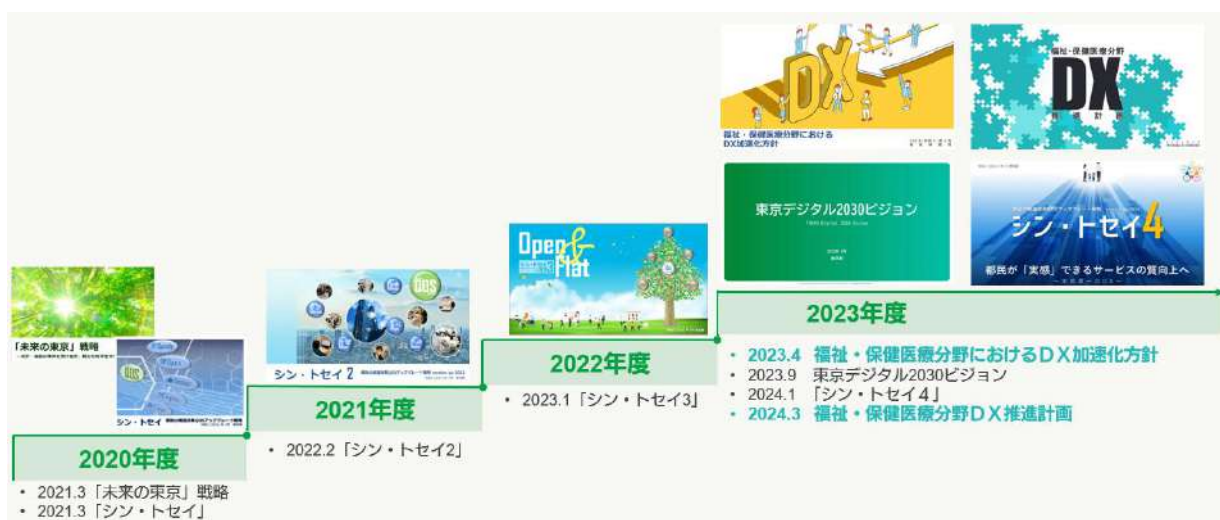 DX
福祉・保健医療分野における
DX加速化方針
福祉・保健医療分野
DX
推進計画
東京デジタル2030ビジョン
シン・トセイ4
都民が「実感」できるサービスの質向上へ
Open&
Flat
「未来の東京」戦略
シン・トセイ
シン・トセイ 2
2020年度
• 2021.3「未来の東京」戦略
• 2021.3「シン・トセイ」
2021年度
• 2022.2「シン・トセイ2」
2022年度
• 2023.1「シン・トセイ3」
2023年度
• 2023.4 福祉・保健医療分野におけるDX加速化方針
• 2023.9 東京デジタル2030ビジョン
• 2024.1 「シン・トセイ4」
• 2024.3 福祉・保健医療分野DX推進計画